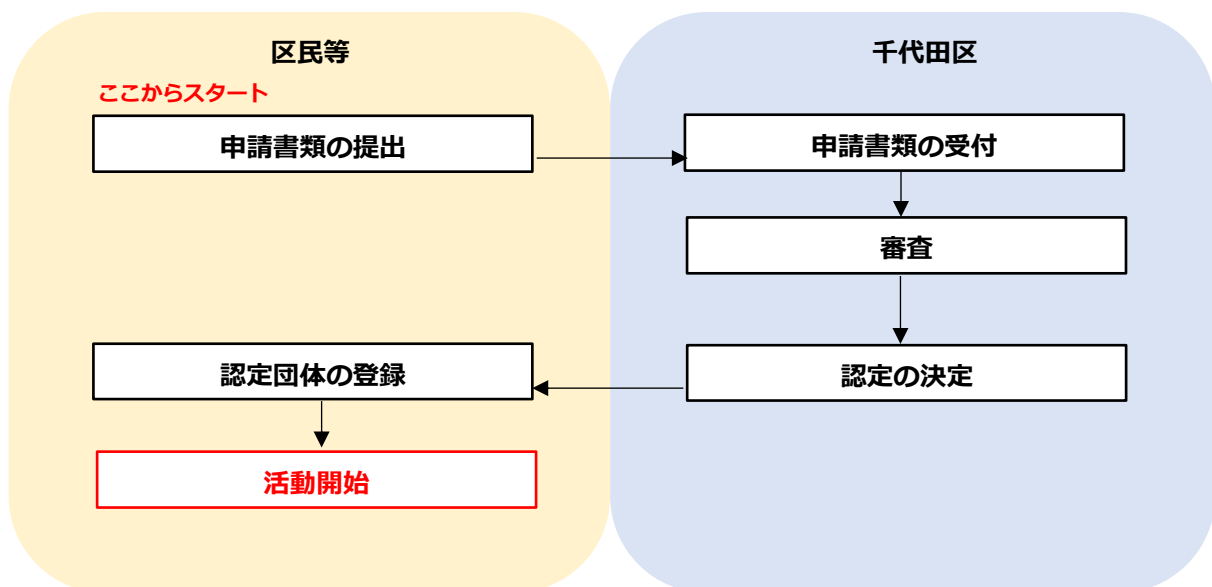 区民等
千代田区
ここからスタート
申請書類の提出
申請書類の受付
審査
認定団体の登録
認定の決定
活動開始